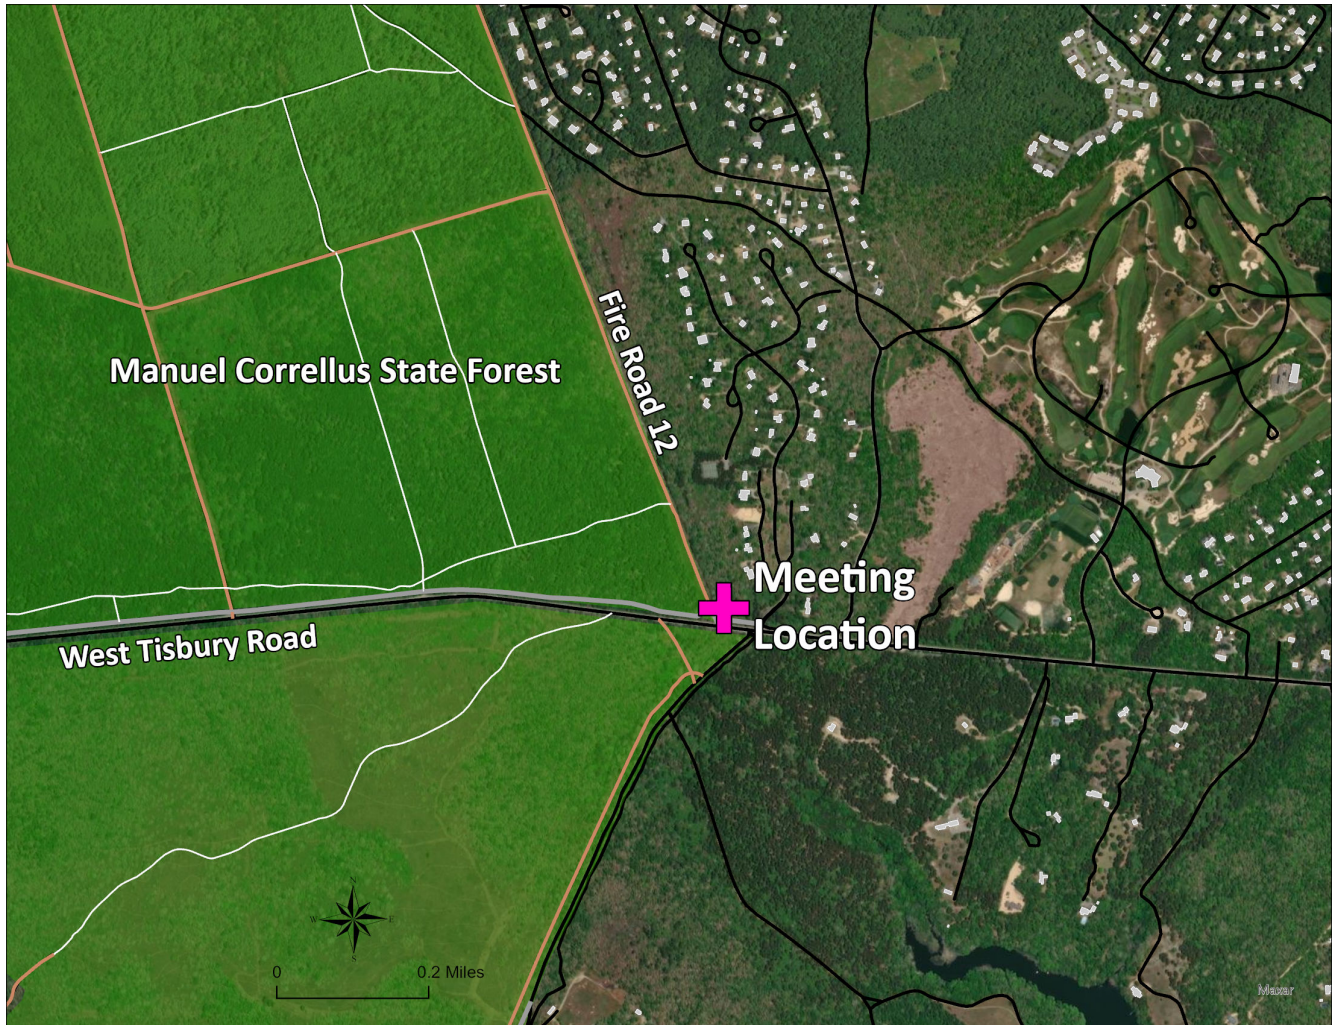 Fire Road 12
Manuel Correllus State Forest
Meeting
Location
West Tisbury Road
N
W E
S
0 0.2 Miles
Maxar